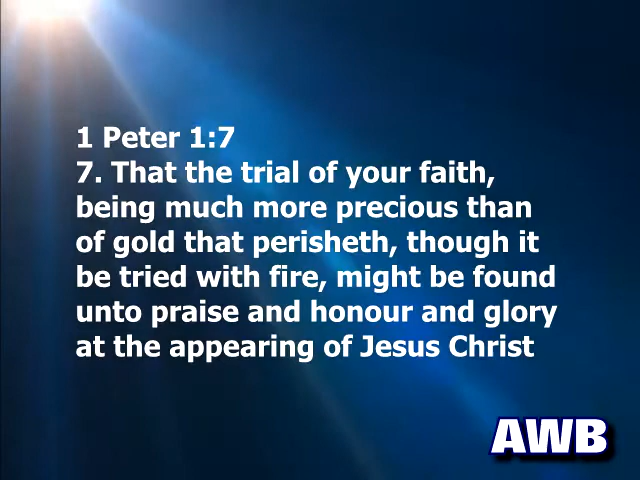 1 Peter 1:7
7. That the trial of your faith,
being much more precious than
of gold that perisheth, though it
be tried with fire, might be found
unto praise and honour and glory
at the appearing of Jesus Christ
AWB